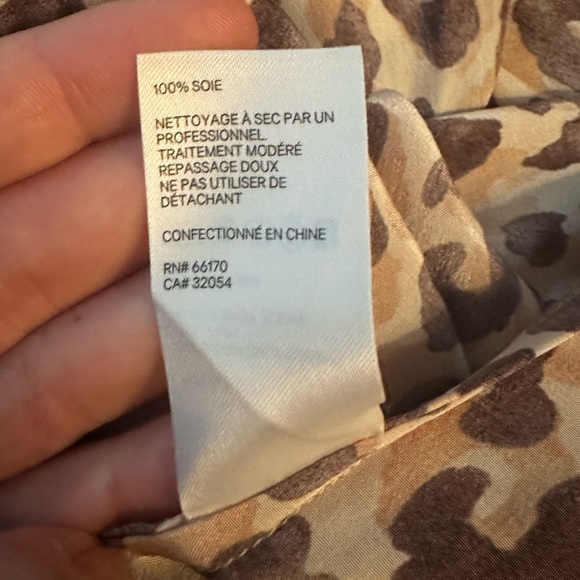 100% SOIE
NETTOYAGE À SEC PAR UN
PROFESSIONNEL.
TRAITEMENT MODÉRÉ
REPASSAGE DOUX
NE PAS UTILISER DE
DÉTACHANT
CONFECTIONNÉ EN CHINE
RN# 66170
CA# 32054